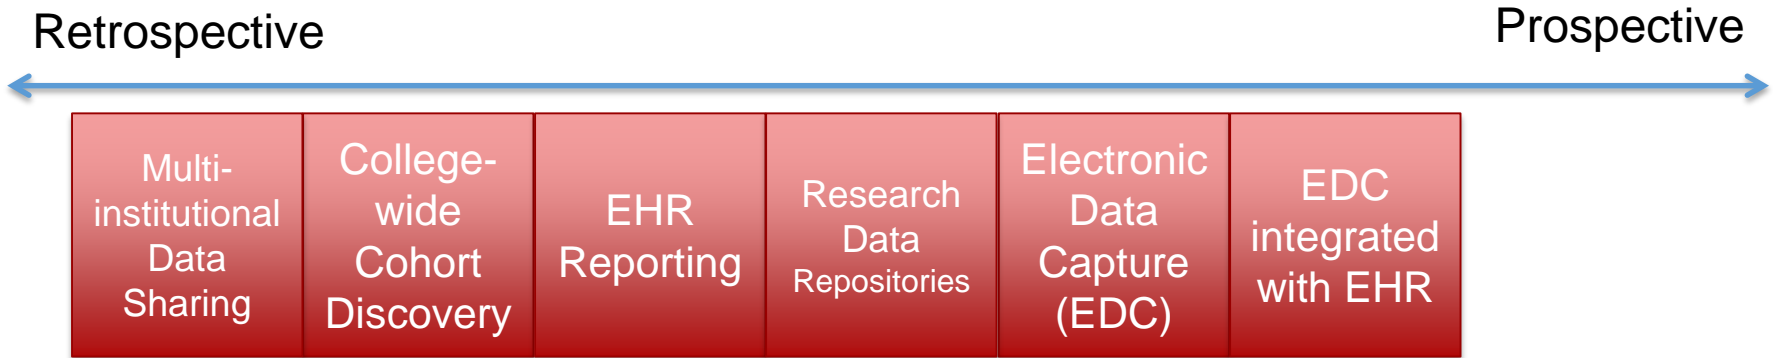 Retrospective
Prospective
Multi-
institutional
Data
Sharing
College-
wide
Cohort
Discovery
EHR
Reporting
Research
Data
Repositories
Electronic
Data
Capture
(EDC)
EDC
integrated
with EHR